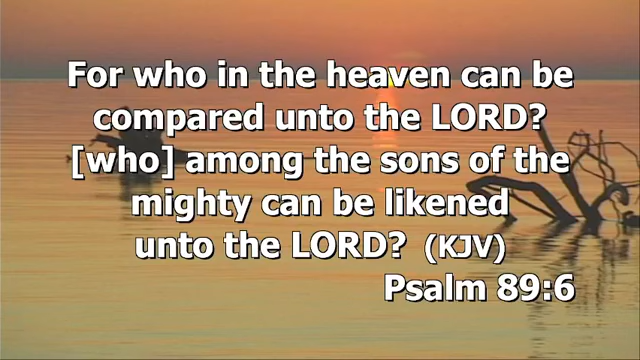 For who in the heaven can be
compared unto the LORD?
[who] among the sons of the
mighty can be likened
unto the LORD? (KJV)
Psalm 89:6